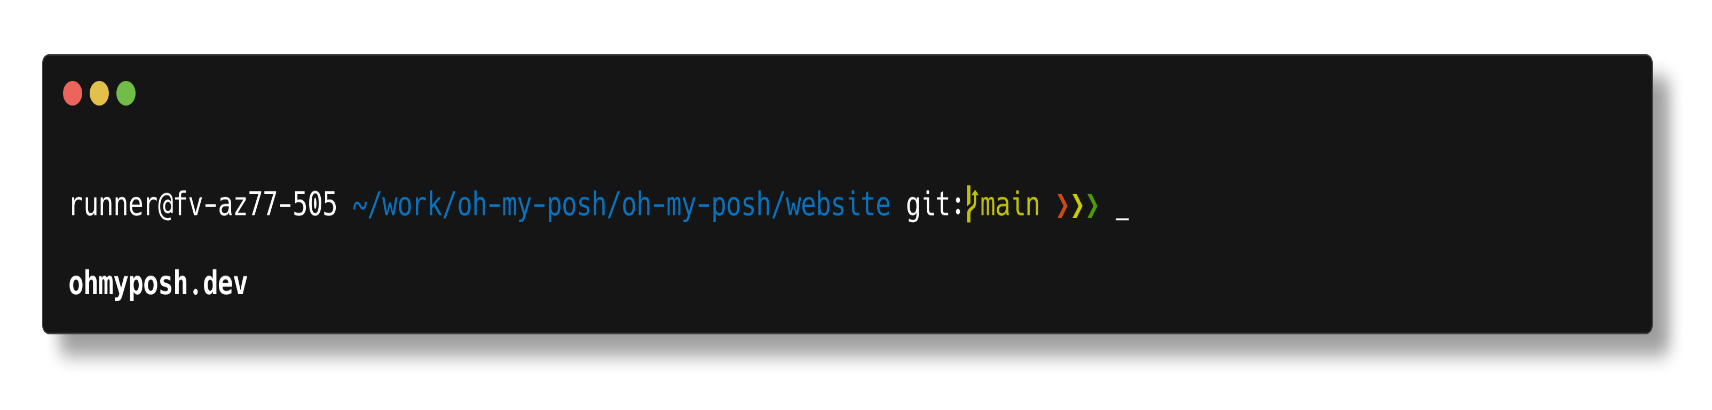 runner@fv-az77-505 ~/work/oh-my-posh/oh-my-posh/website git:main ❯❯❯ _
ohmyposh.dev